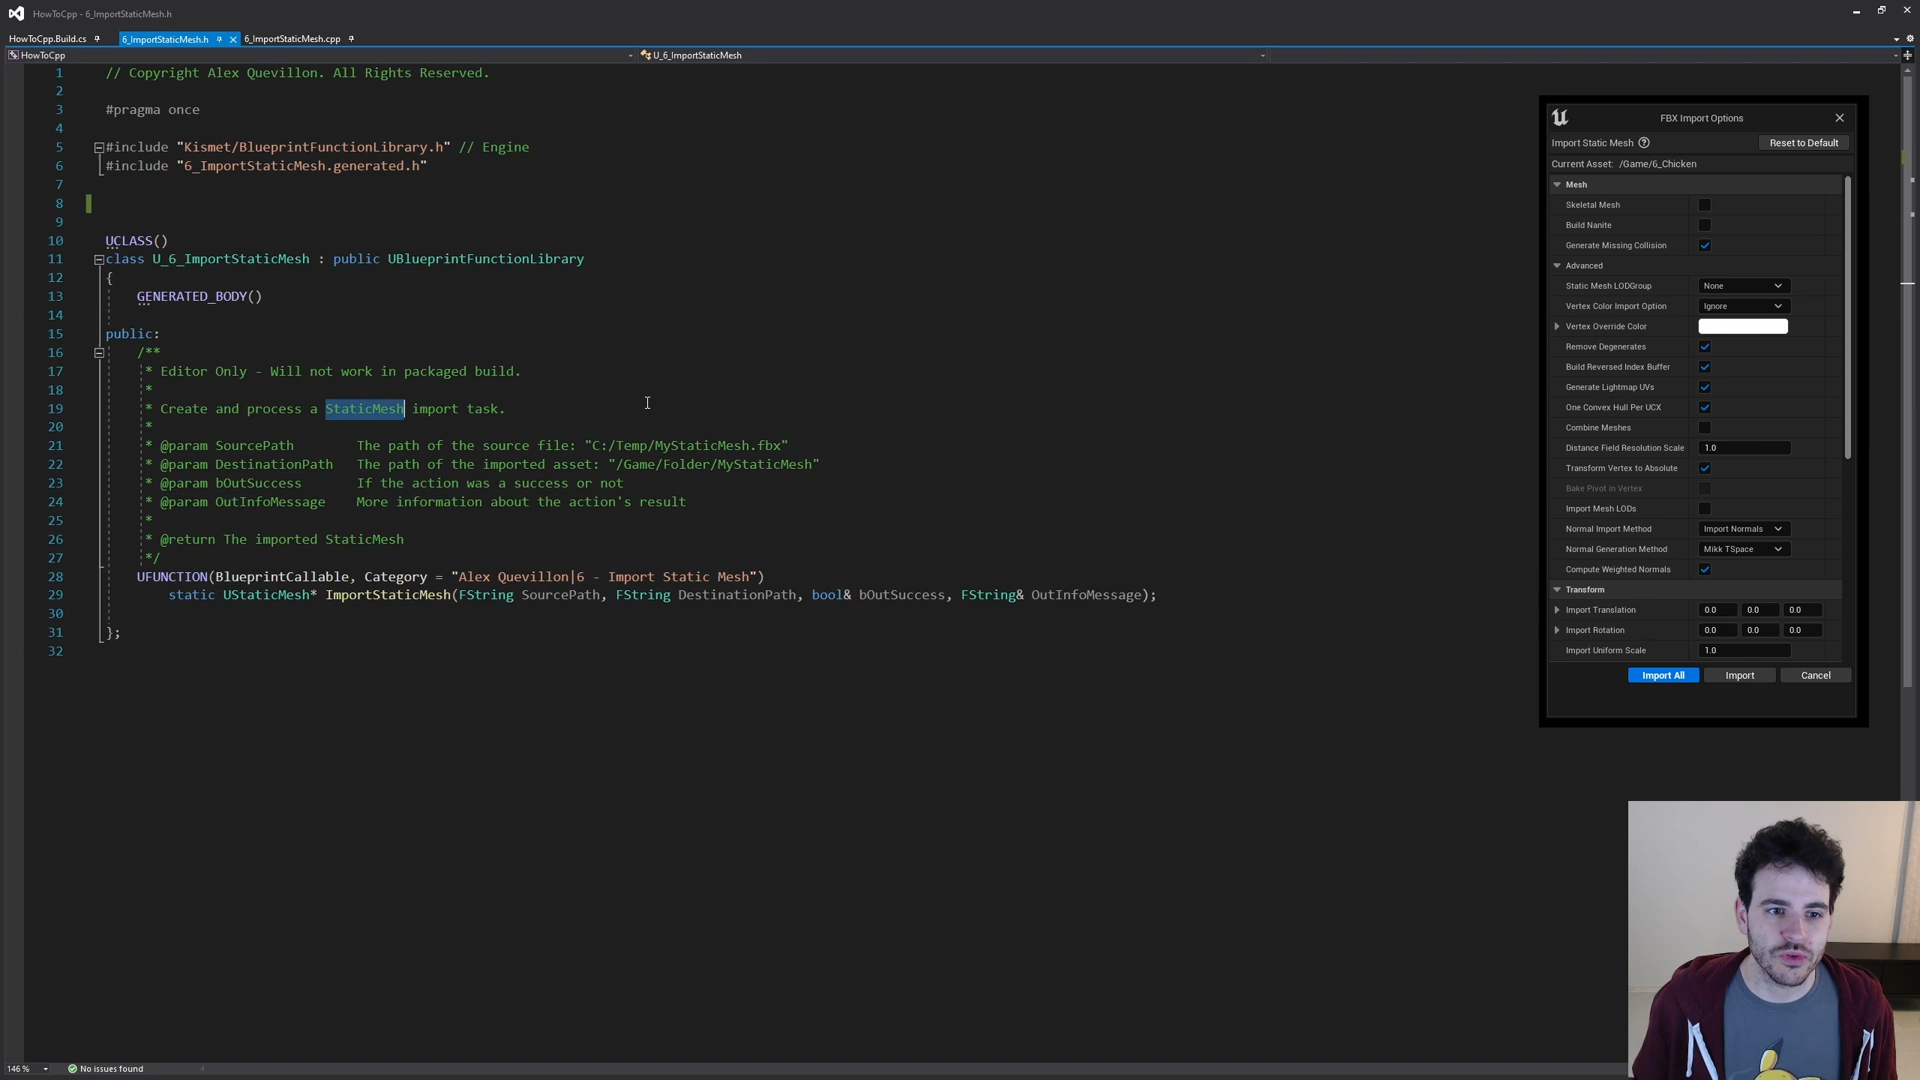 HowToCpp - 6_ImportStaticMesh.h
HowToCpp.Build.cs
6_ImportStaticMesh.h
6_ImportStaticMesh.cpp
HowToCpp
U_6_ImportStaticMesh
1 // Copyright Alex Quevillon. All Rights Reserved.
2
3 #pragma once
4
5 #include "Kismet/BlueprintFunctionLibrary.h" // Engine
6 #include "6_ImportStaticMesh.generated.h"
7
8
9
10 UCLASS()
11 class U_6_ImportStaticMesh : public UBlueprintFunctionLibrary
12 {
13 GENERATED_BODY()
14
15 public:
16 /**
17 * Editor Only - Will not work in packaged build.
18 *
19 * Create and process a StaticMesh import task.
20 *
21 * @param SourcePath The path of the source file: "C:/Temp/MyStaticMesh.fbx"
22 * @param DestinationPath The path of the imported asset: "/Game/Folder/MyStaticMesh"
23 * @param bOutSuccess If the action was a success or not
24 * @param OutInfoMessage More information about the action's result
25 *
26 * @return The imported StaticMesh
27 */
28 UFUNCTION(BlueprintCallable, Category = "Alex Quevillon|6 - Import Static Mesh")
29 static UStaticMesh* ImportStaticMesh(FString SourcePath, FString DestinationPath, bool& bOutSuccess, FString& OutInfoMessage);
30
31 };
32
FBX Import Options
Import Static Mesh
Reset to Default
Current Asset: /Game/6_Chicken
Mesh
Skeletal Mesh
Build Nanite
Generate Missing Collision
Advanced
Static Mesh LODGroup None
Vertex Color Import Option Ignore
Vertex Override Color
Remove Degenerates
Build Reversed Index Buffer
Generate Lightmap UVs
One Convex Hull Per UCX
Combine Meshes
Distance Field Resolution Scale 1.0
Transform Vertex to Absolute
Bake Pivot in Vertex
Import Mesh LODs
Normal Import Method Import Normals
Normal Generation Method Mikk TSpace
Compute Weighted Normals
Transform
Import Translation 0.0 0.0 0.0
Import Rotation 0.0 0.0 0.0
Import Uniform Scale 1.0
Import All Import Cancel
146 % No issues found